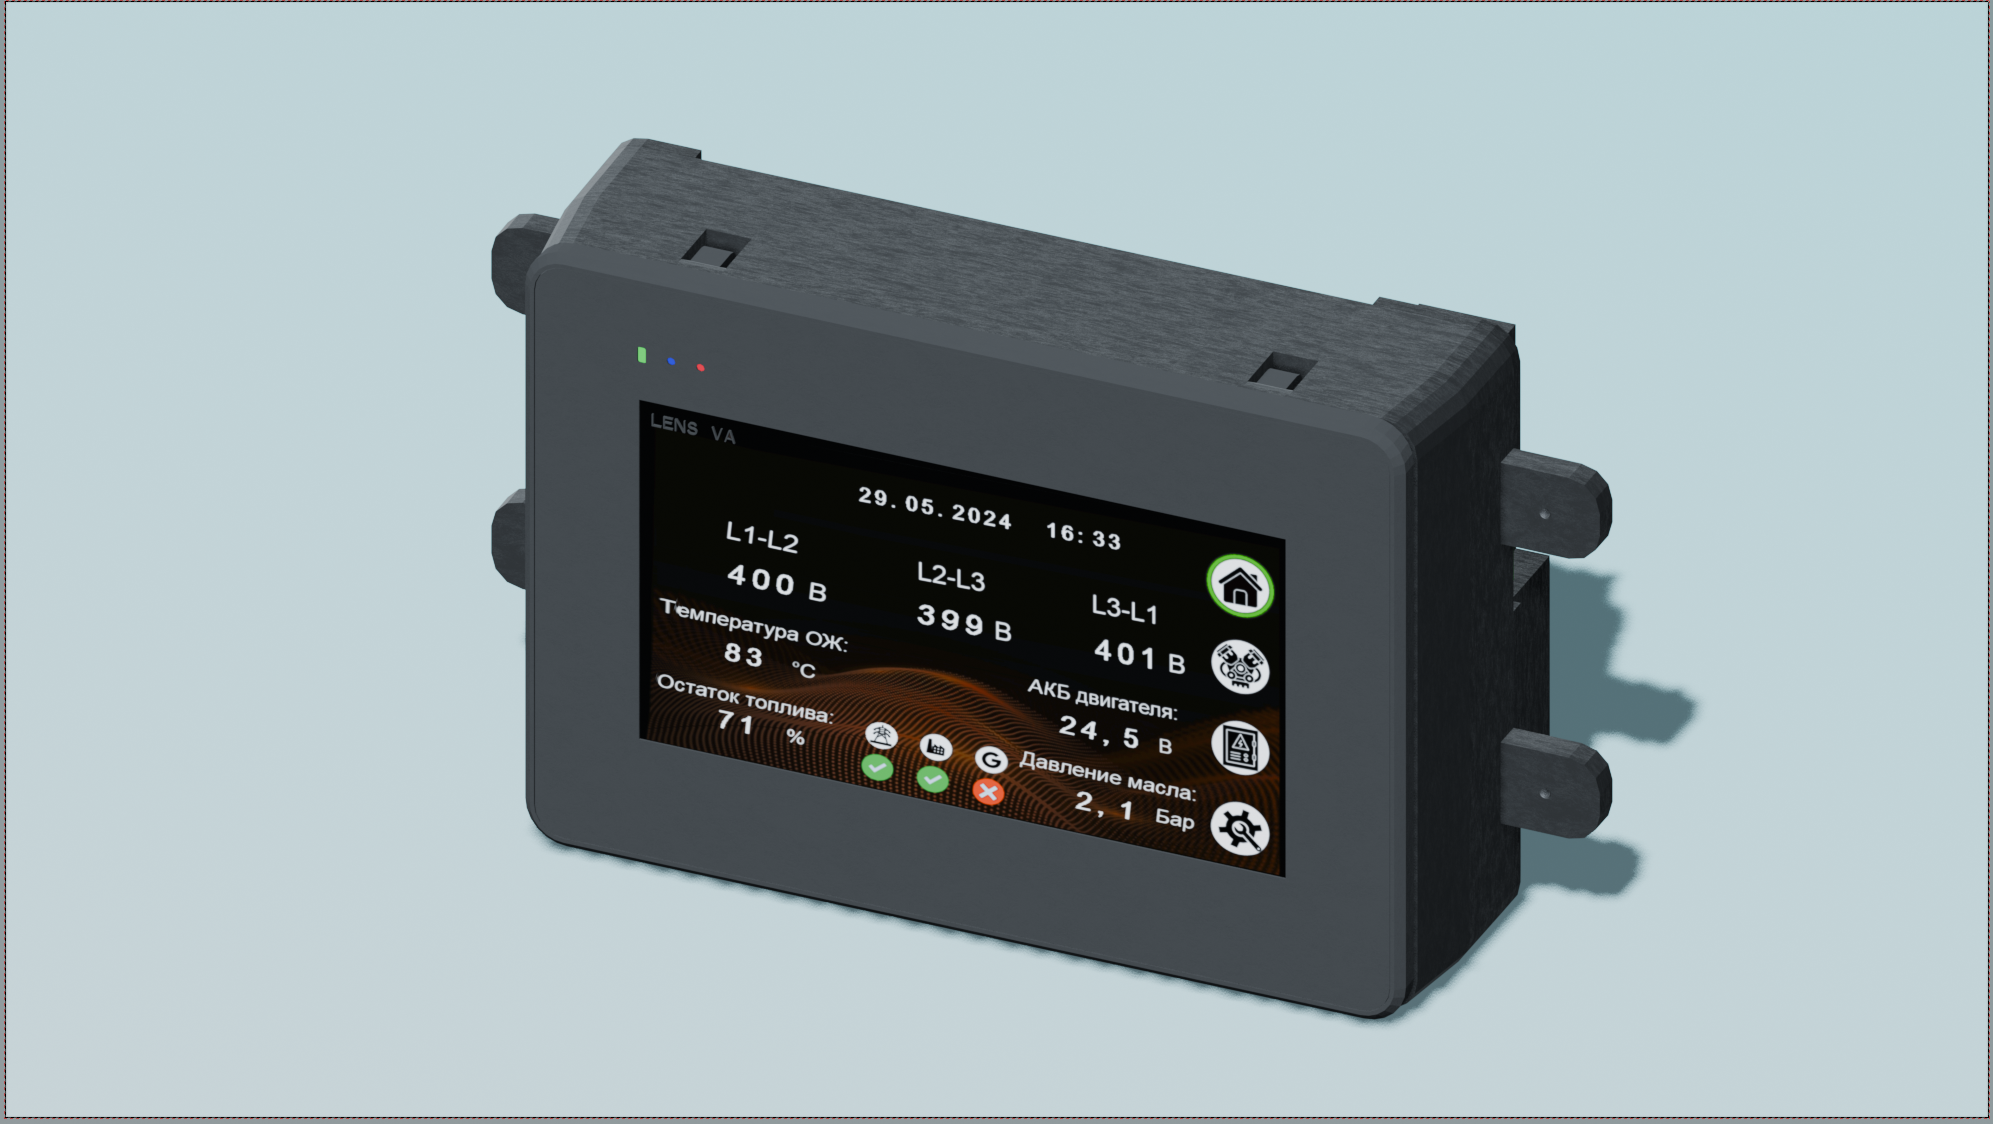 LENS VA
29.05.2024 16:33
L1-L2
400 В
L2-L3
399 В
L3-L1
401 В
Температура ОЖ:
83 °C
Остаток топлива:
71 %
G
АКБ двигателя:
24,5 В
Давление масла:
2,1 Бар